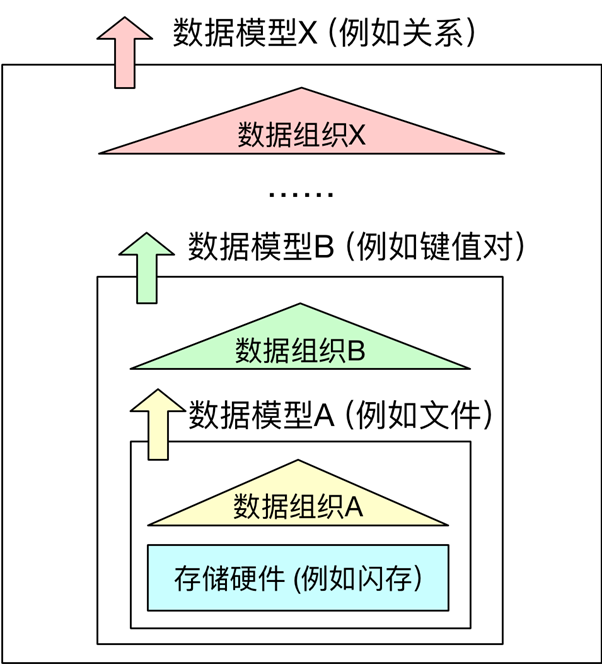 数据模型X（例如关系）
数据组织X
……
数据模型B（例如键值对）
数据组织B
数据模型A（例如文件）
数据组织A
存储硬件 (例如闪存）